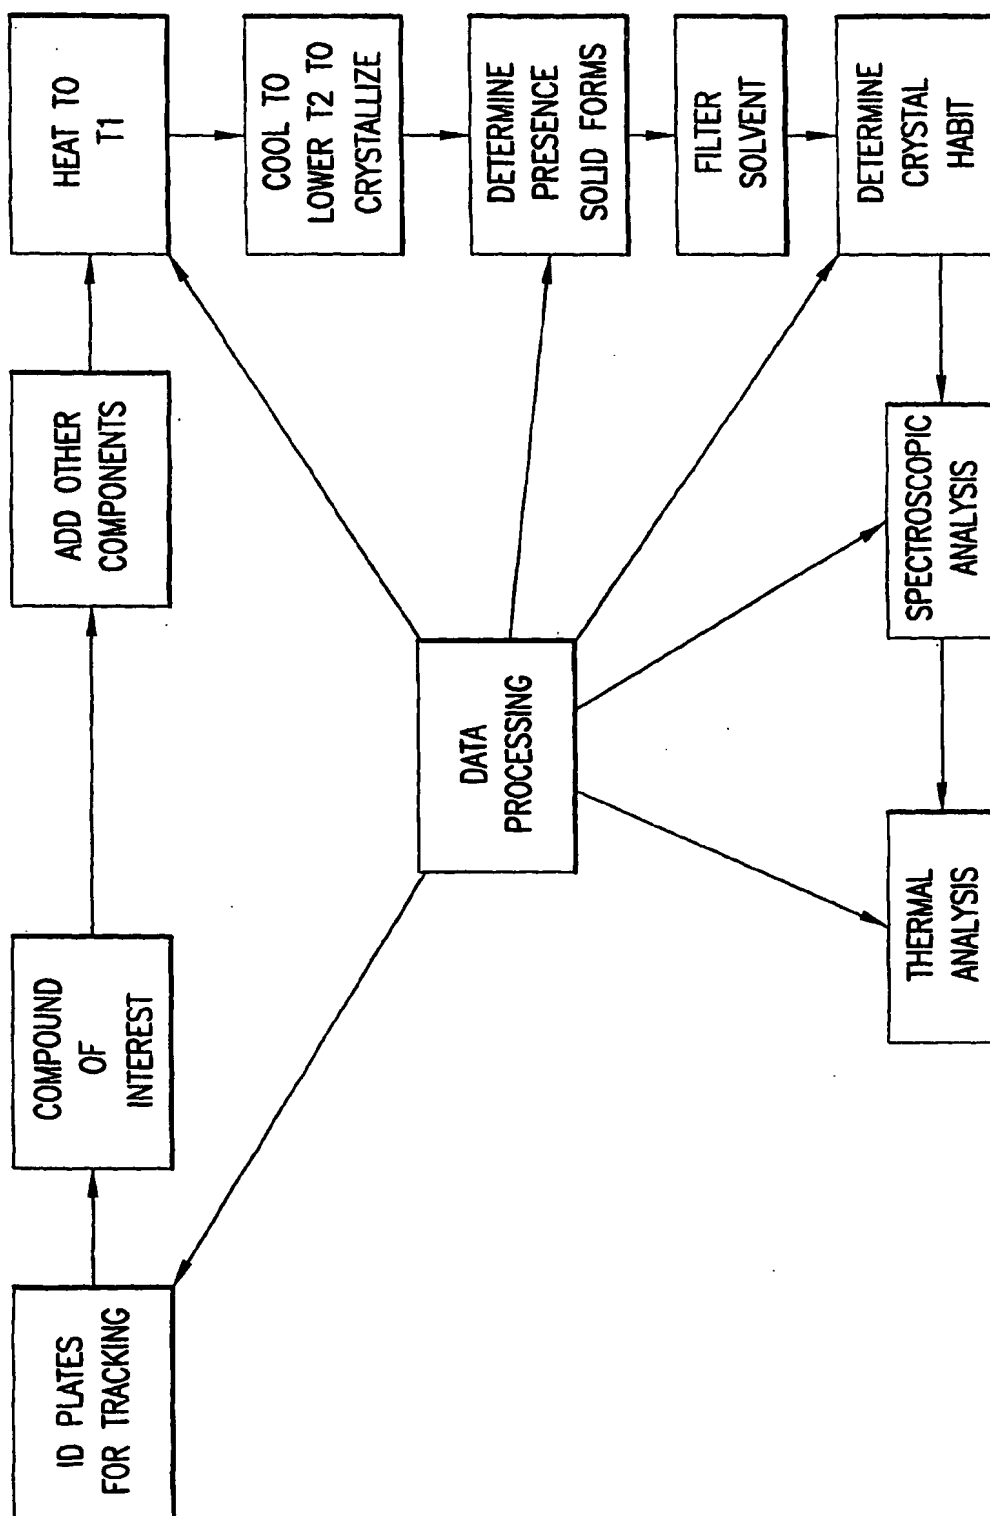 ID PLATES
FOR TRACKING
COMPOUND
OF
INTEREST
ADD OTHER
COMPONENTS
HEAT TO
T1
COOL TO
LOWER T2 TO
CRYSTALLIZE
DETERMINE
PRESENCE
SOLID FORMS
FILTER
SOLVENT
DETERMINE
CRYSTAL
HABIT
SPECTROSCOPIC
ANALYSIS
THERMAL
ANALYSIS
DATA
PROCESSING